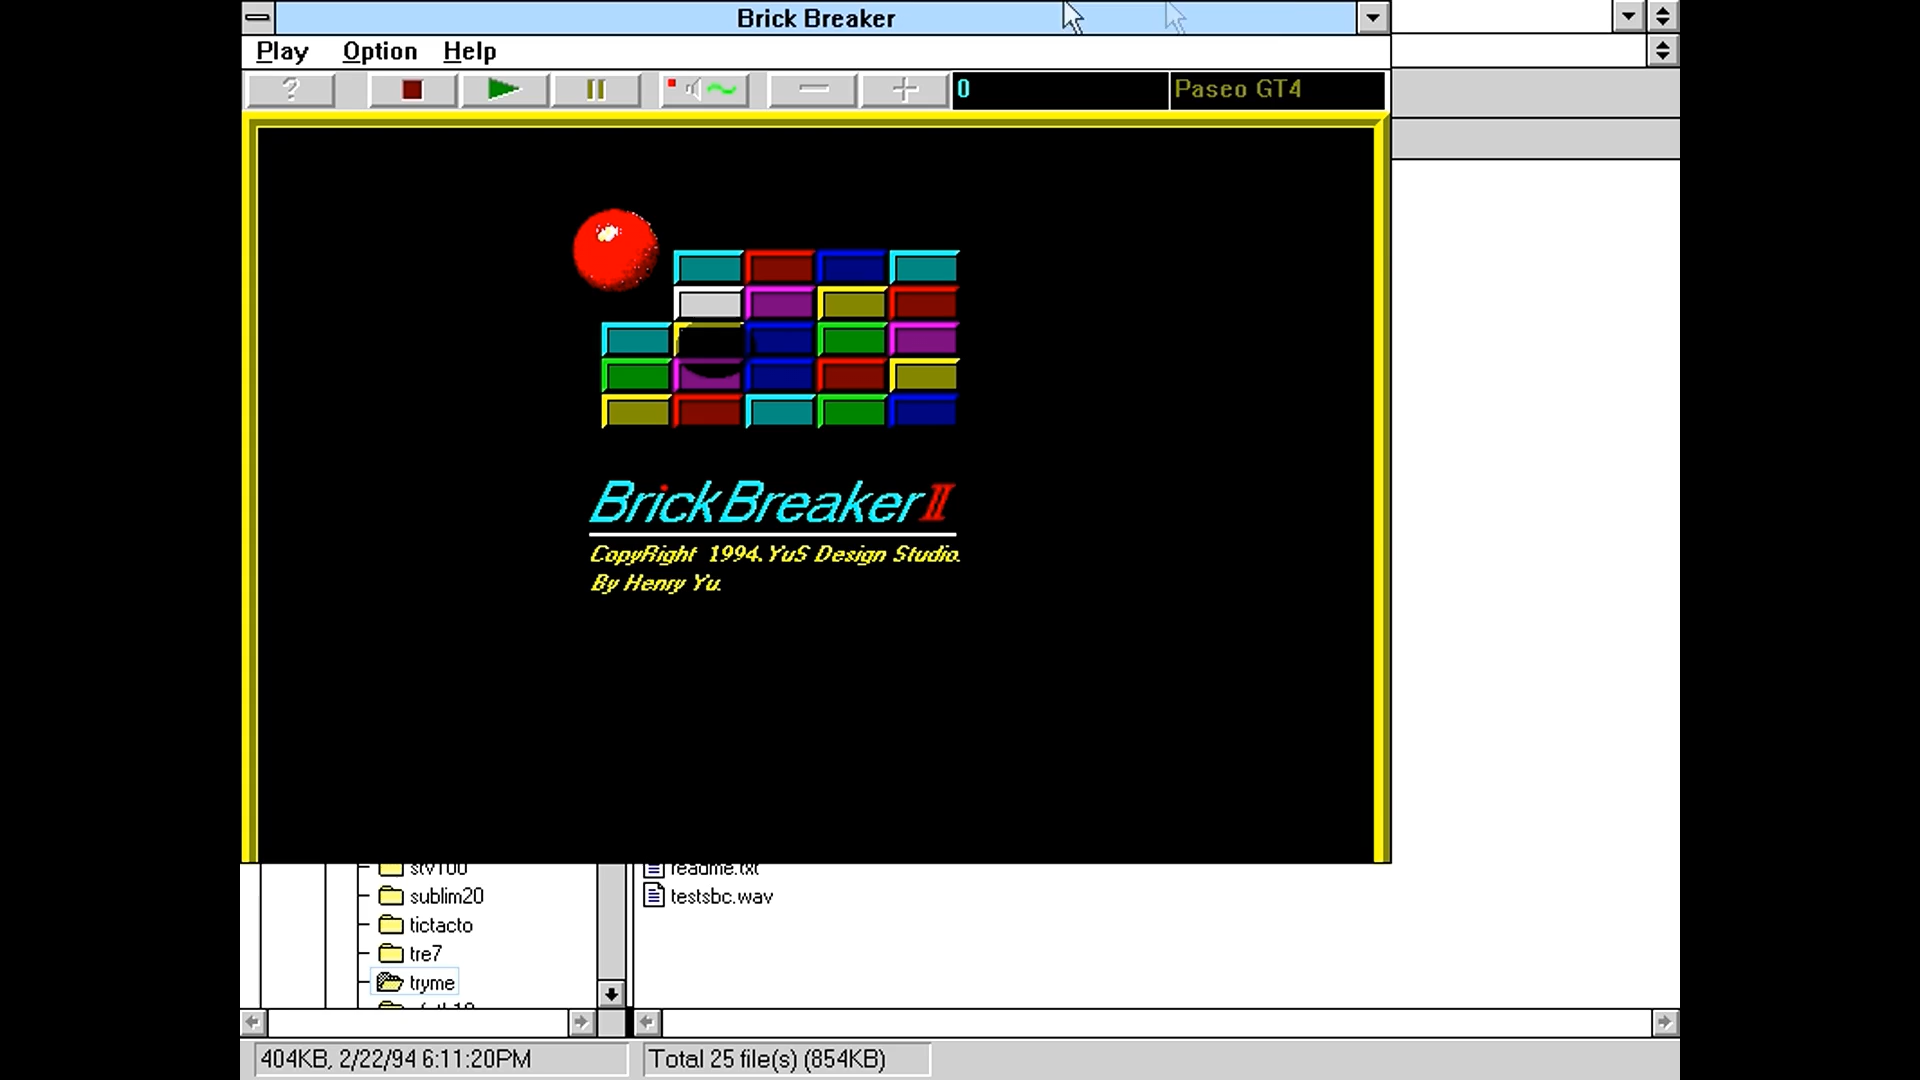 Brick Breaker
Play Option Help
? 0 Paseo GT4
BrickBreaker II
CopyRight 1994. YuS Design Studio.
By Henry Yu.
stv100
readme.txt
sublim20
testsbc.wav
tictacto
tre7
tryme
404KB, 2/22/94 6:11:20PM
Total 25 file(s) (854KB)